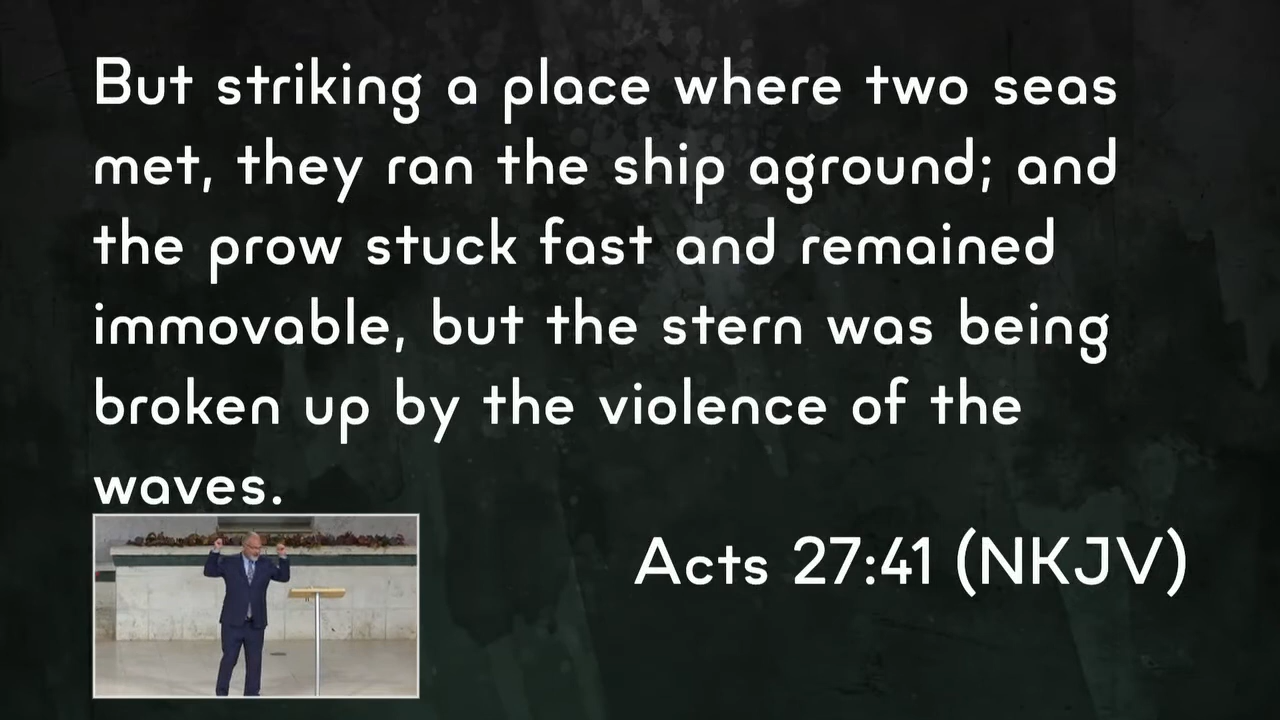 But striking a place where two seas
met, they ran the ship aground; and
the prow stuck fast and remained
immovable, but the stern was being
broken up by the violence of the
waves.
Acts 27:41 (NKJV)